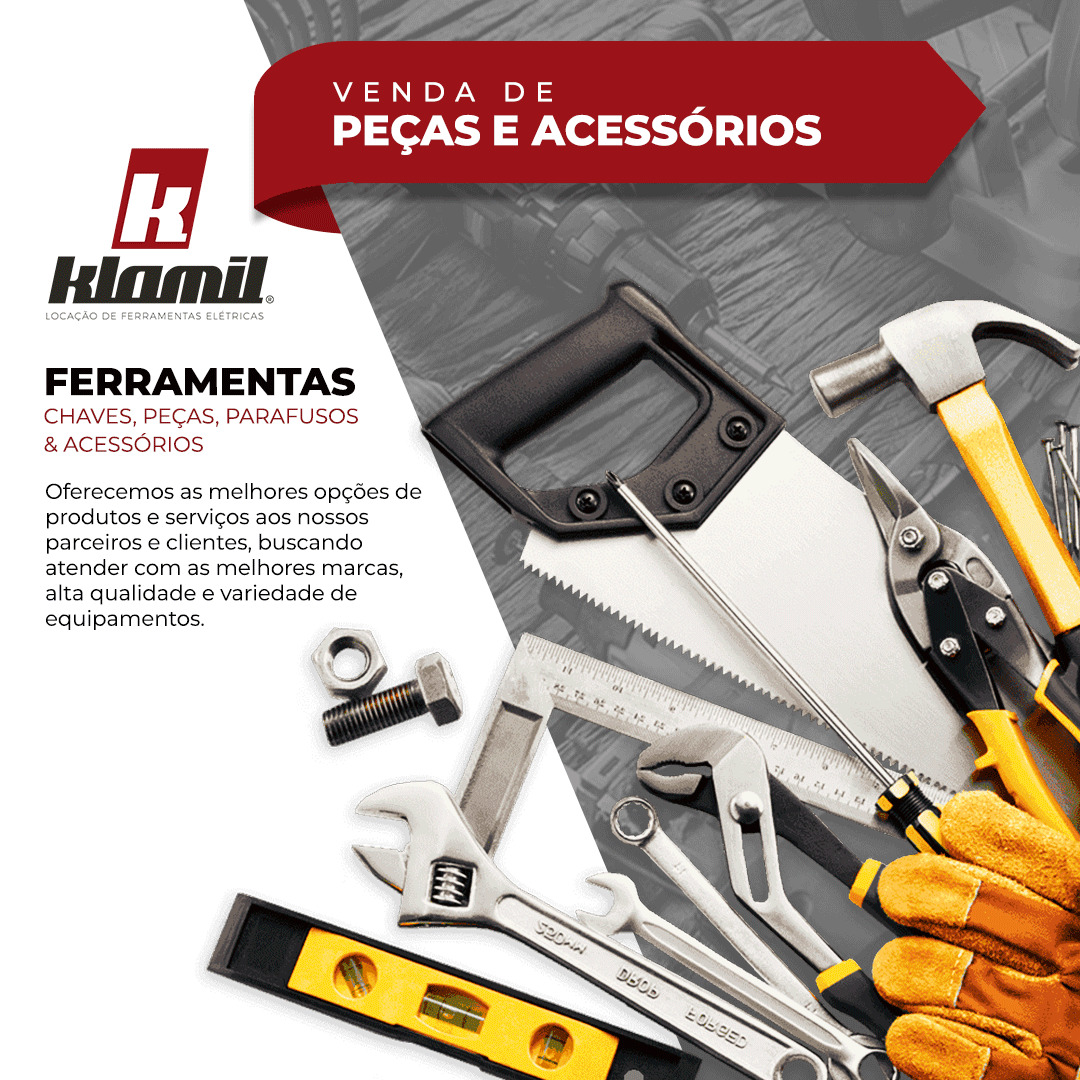 VENDA DE
PEÇAS E ACESSÓRIOS
k
klamil®
LOCAÇÃO DE FERRAMENTAS ELÉTRICAS
FERRAMENTAS
CHAVES, PEÇAS, PARAFUSOS
& ACESSÓRIOS
Oferecemos as melhores opções de
produtos e serviços aos nossos
parceiros e clientes, buscando
atender com as melhores marcas,
alta qualidade e variedade de
equipamentos.
250MM DROP FORGED